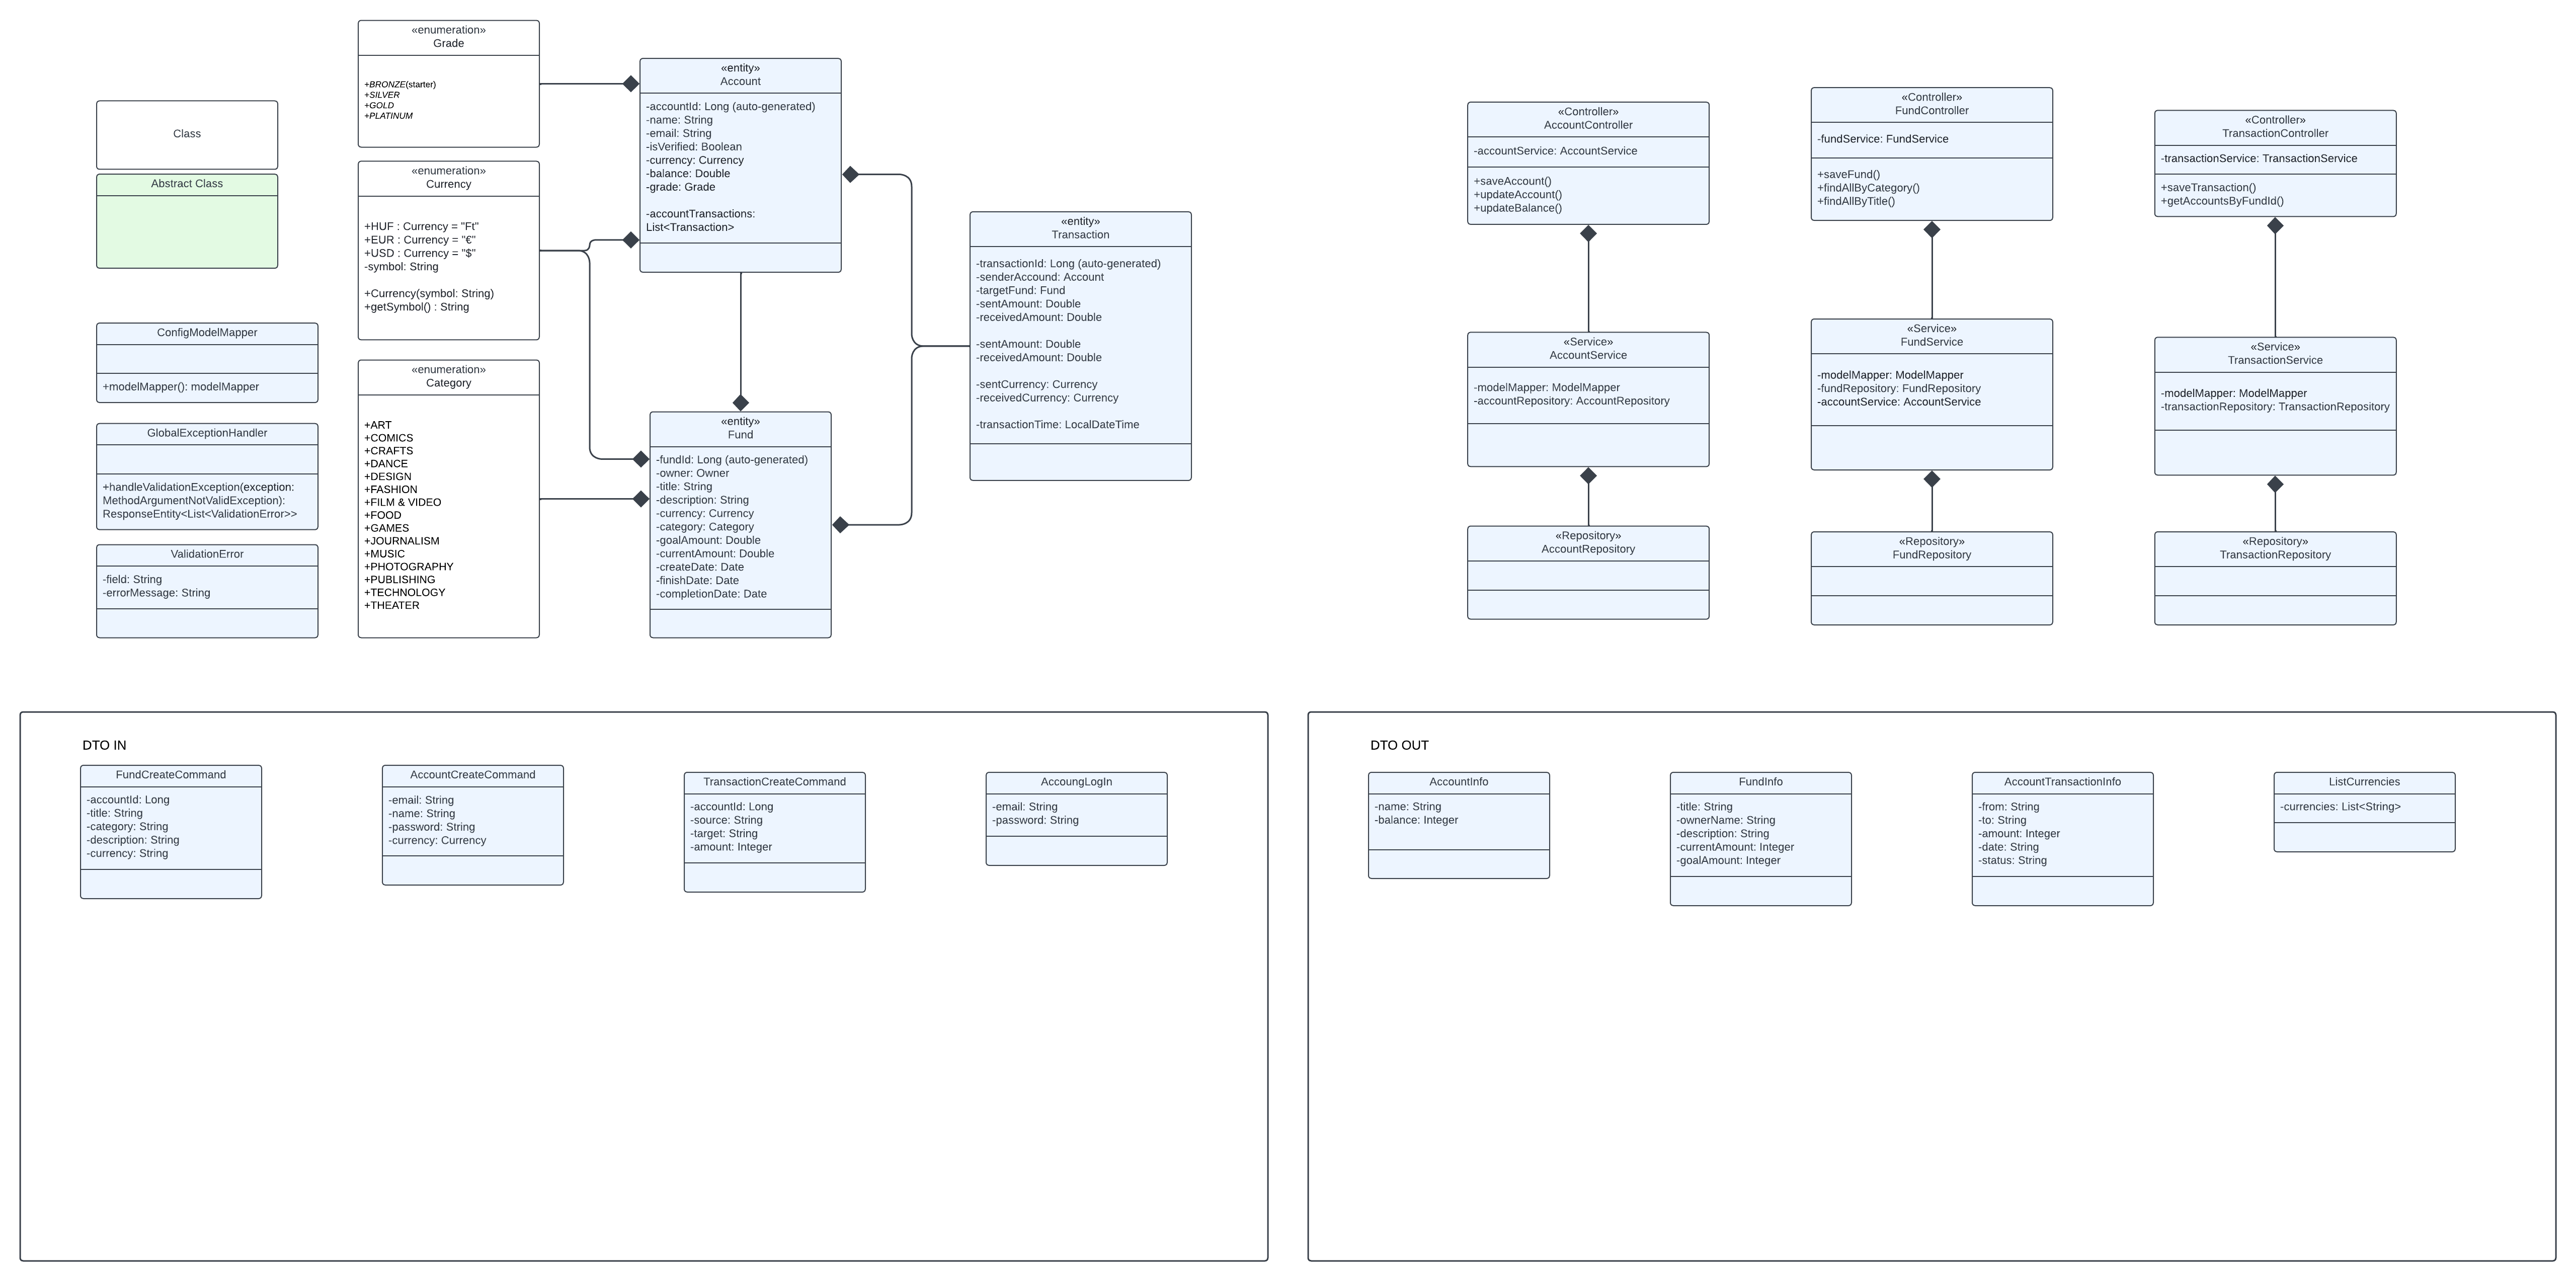 Class
Abstract Class
ConfigModelMapper
+modelMapper(): modelMapper
GlobalExceptionHandler
+handleValidationException(exception:
MethodArgumentNotValidException):
ResponseEntity<List<ValidationError>>
ValidationError
-field: String
-errorMessage: String
«enumeration»
Grade
+BRONZE(starter)
+SILVER
+GOLD
+PLATINUM
«enumeration»
Currency
+HUF : Currency = "Ft"
+EUR : Currency = "€"
+USD : Currency = "$"
-symbol: String
+Currency(symbol: String)
+getSymbol() : String
«enumeration»
Category
+ART
+COMICS
+CRAFTS
+DANCE
+DESIGN
+FASHION
+FILM & VIDEO
+FOOD
+GAMES
+JOURNALISM
+MUSIC
+PHOTOGRAPHY
+PUBLISHING
+TECHNOLOGY
+THEATER
«entity»
Account
-accountId: Long (auto-generated)
-name: String
-email: String
-isVerified: Boolean
-currency: Currency
-balance: Double
-grade: Grade
-accountTransactions:
List<Transaction>
«entity»
Fund
-fundId: Long (auto-generated)
-owner: Owner
-title: String
-description: String
-currency: Currency
-category: Category
-goalAmount: Double
-currentAmount: Double
-createDate: Date
-finishDate: Date
-completionDate: Date
«entity»
Transaction
-transactionId: Long (auto-generated)
-senderAccound: Account
-targetFund: Fund
-sentAmount: Double
-receivedAmount: Double
-sentAmount: Double
-receivedAmount: Double
-sentCurrency: Currency
-receivedCurrency: Currency
-transactionTime: LocalDateTime
«Controller»
AccountController
-accountService: AccountService
+saveAccount()
+updateAccount()
+updateBalance()
«Service»
AccountService
-modelMapper: ModelMapper
-accountRepository: AccountRepository
«Repository»
AccountRepository
«Controller»
FundController
-fundService: FundService
+saveFund()
+findAllByCategory()
+findAllByTitle()
«Service»
FundService
-modelMapper: ModelMapper
-fundRepository: FundRepository
-accountService: AccountService
«Repository»
FundRepository
«Controller»
TransactionController
-transactionService: TransactionService
+saveTransaction()
+getAccountsByFundId()
«Service»
TransactionService
-modelMapper: ModelMapper
-transactionRepository: TransactionRepository
«Repository»
TransactionRepository
DTO IN
FundCreateCommand
-accountId: Long
-title: String
-category: String
-description: String
-currency: String
AccountCreateCommand
-email: String
-name: String
-password: String
-currency: Currency
TransactionCreateCommand
-accountId: Long
-source: String
-target: String
-amount: Integer
AccoungLogIn
-email: String
-password: String
DTO OUT
AccountInfo
-name: String
-balance: Integer
FundInfo
-title: String
-ownerName: String
-description: String
-currentAmount: Integer
-goalAmount: Integer
AccountTransactionInfo
-from: String
-to: String
-amount: Integer
-date: String
-status: String
ListCurrencies
-currencies: List<String>